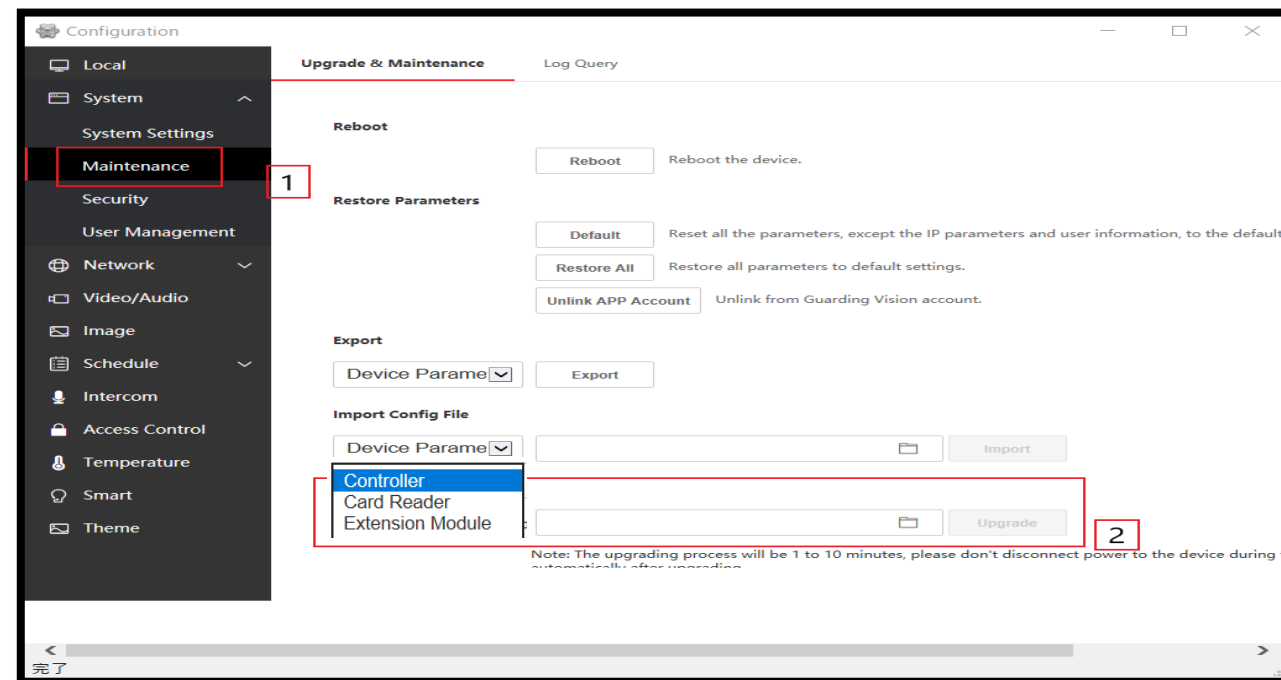 Configuration
Local
Upgrade & Maintenance
Log Query
System
System Settings
Reboot
Maintenance
1
Reboot
Reboot the device.
Security
Restore Parameters
User Management
Default
Reset all the parameters, except the IP parameters and user information, to the default
Network
Restore All
Restore all parameters to default settings.
Video/Audio
Unlink APP Account
Unlink from Guarding Vision account.
Image
Export
Schedule
Device Parame
Export
Intercom
Import Config File
Access Control
Device Parame
Import
Temperature
Controller
Smart
Card Reader
Extension Module
Upgrade
2
Theme
Note: The upgrading process will be 1 to 10 minutes, please don't disconnect power to the device during
automatically after upgrading
完了